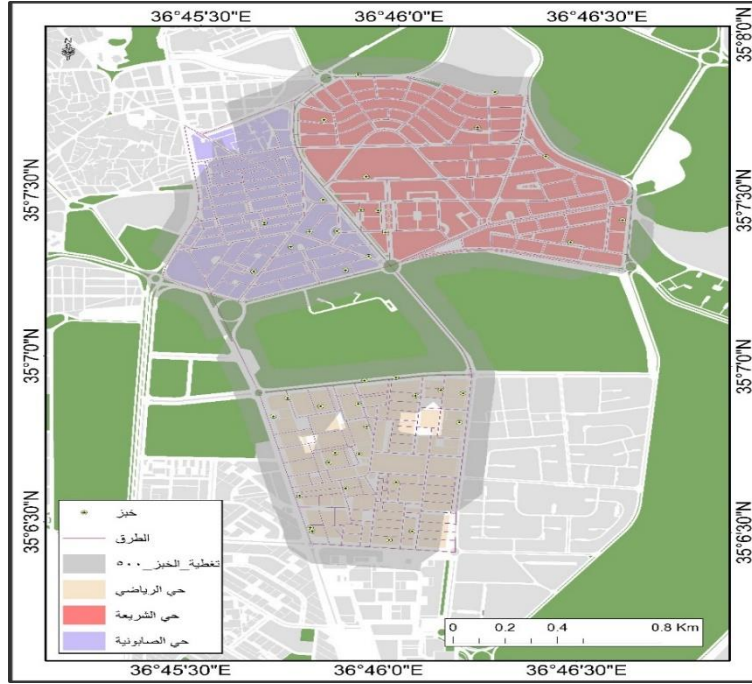 36°45'30"E 36°46'0"E 36°46'30"E
35°8'0"N
35°7'30"N 35°7'30"N
35°7'0"N 35°7'0"N
35°6'30"N 35°6'30"N
خبز
الطرق
تغطية_الخبز_٥٠٠
حي الرياضي
حي الشريعة
حي الصابونية
0 0.2 0.4 0.8 Km
36°45'30"E 36°46'0"E 36°46'30"E